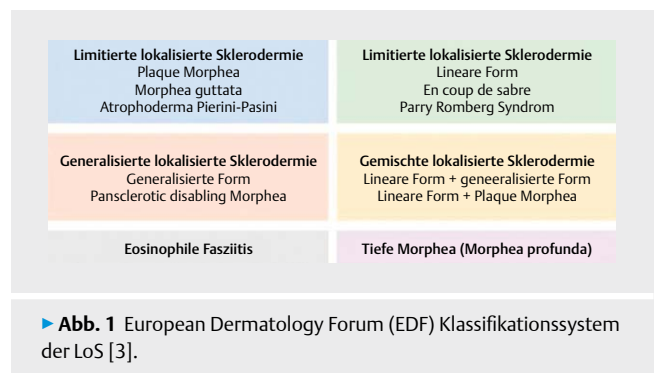 Limitierte lokalisierte Sklerodermie
Plaque Morphea
Morphea guttata
Atrophoderma Pierini-Pasini
Limitierte lokalisierte Sklerodermie
Lineare Form
En coup de sabre
Parry Romberg Syndrom
Generalisierte lokalisierte Sklerodermie
Generalisierte Form
Pansclerotic disabling Morphea
Gemischte lokalisierte Sklerodermie
Lineare Form + geneeralisierte Form
Lineare Form + Plaque Morphea
Eosinophile Fasziitis
Tiefe Morphea (Morphea profunda)
▶ Abb. 1 European Dermatology Forum (EDF) Klassifikationssystem
der LoS [3].